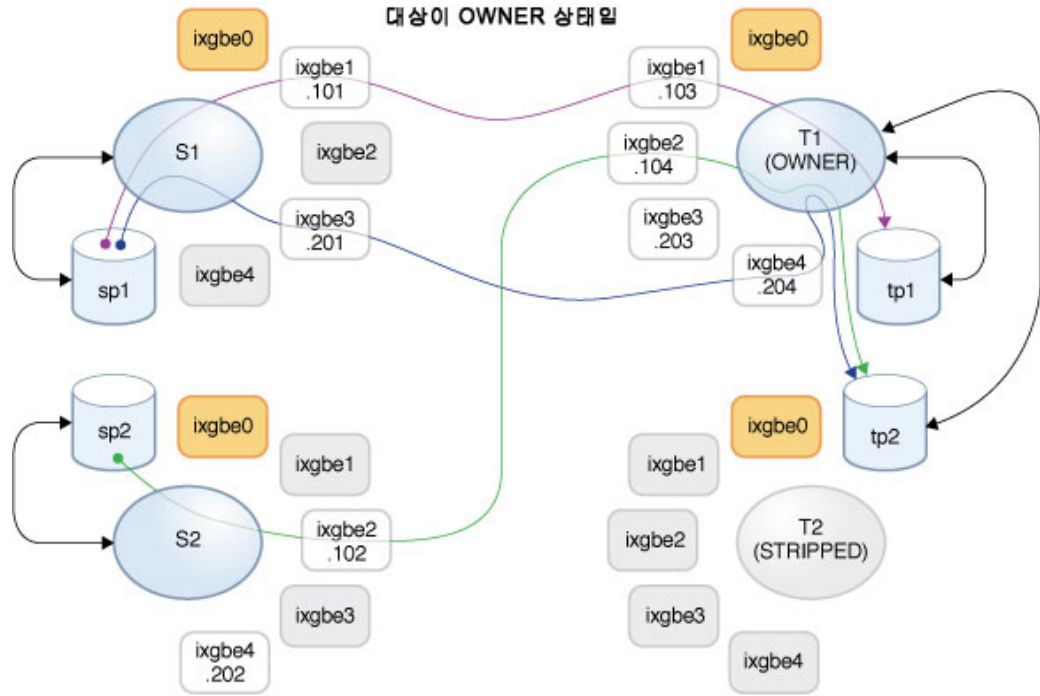 대상이 OWNER 상태일
ixgbe0
ixgbe1
.101
S1
ixgbe2
ixgbe3
.201
sp1
ixgbe4
ixgbe0
ixgbe1
.103
ixgbe2
.104
T1
(OWNER)
ixgbe3
.203
ixgbe4
.204
tp1
sp2
ixgbe0
ixgbe1
S2
ixgbe2
.102
ixgbe3
ixgbe4
.202
ixgbe0
tp2
ixgbe1
ixgbe2
T2
(STRIPPED)
ixgbe3
ixgbe4